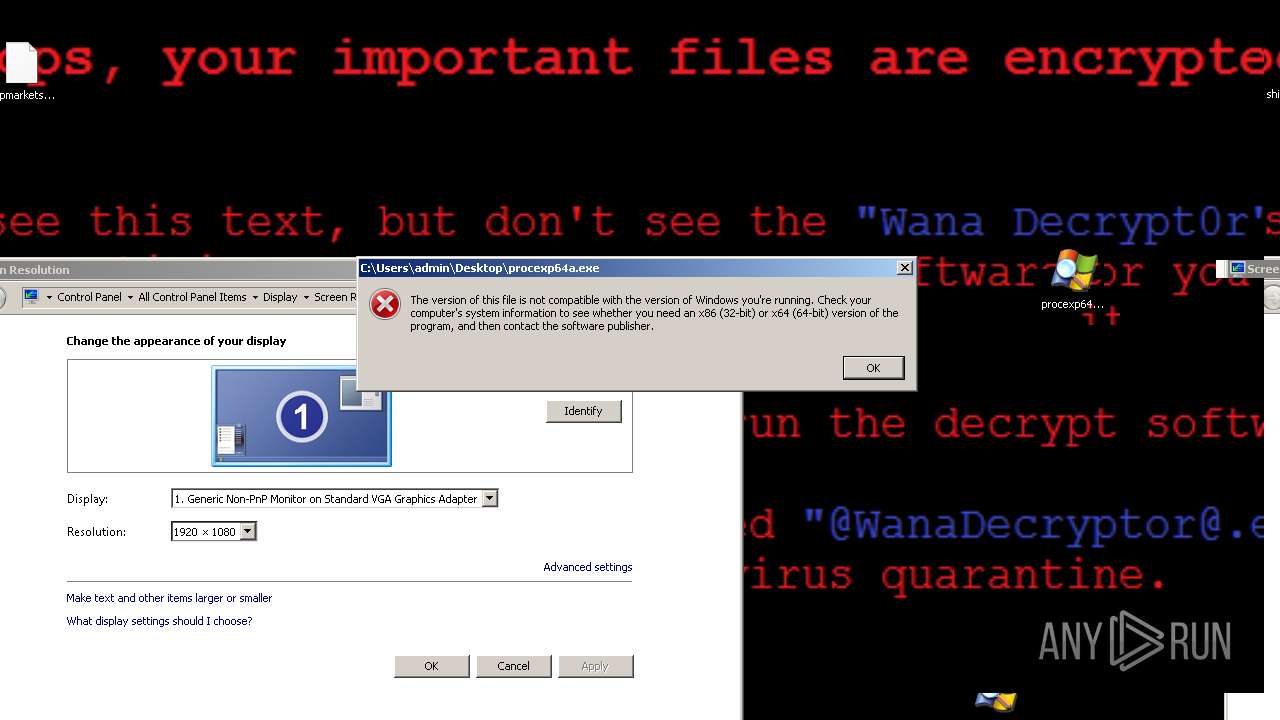 ops, your important files are encrypted
pmarkets...
shi
see this text, but don't see the "Wana Decrypt0r" s
n Resolution
C:\Users\admin\Desktop\procexp64a.exe
ftware or you
Scree
Control Panel
All Control Panel Items
Display
Screen R
The version of this file is not compatible with the version of Windows you're running. Check your
computer's system information to see whether you need an x86 (32-bit) or x64 (64-bit) version of the
program, and then contact the software publisher.
procexp64...
it
Change the appearance of your display
OK
1
Identify
run the decrypt softw
Display:
1. Generic Non-PnP Monitor on Standard VGA Graphics Adapter
Resolution:
1920 × 1080
ed "@WanaDecryptor@.e
Advanced settings
virus quarantine.
Make text and other items larger or smaller
What display settings should I choose?
ANY RUN
OK
Cancel
Apply